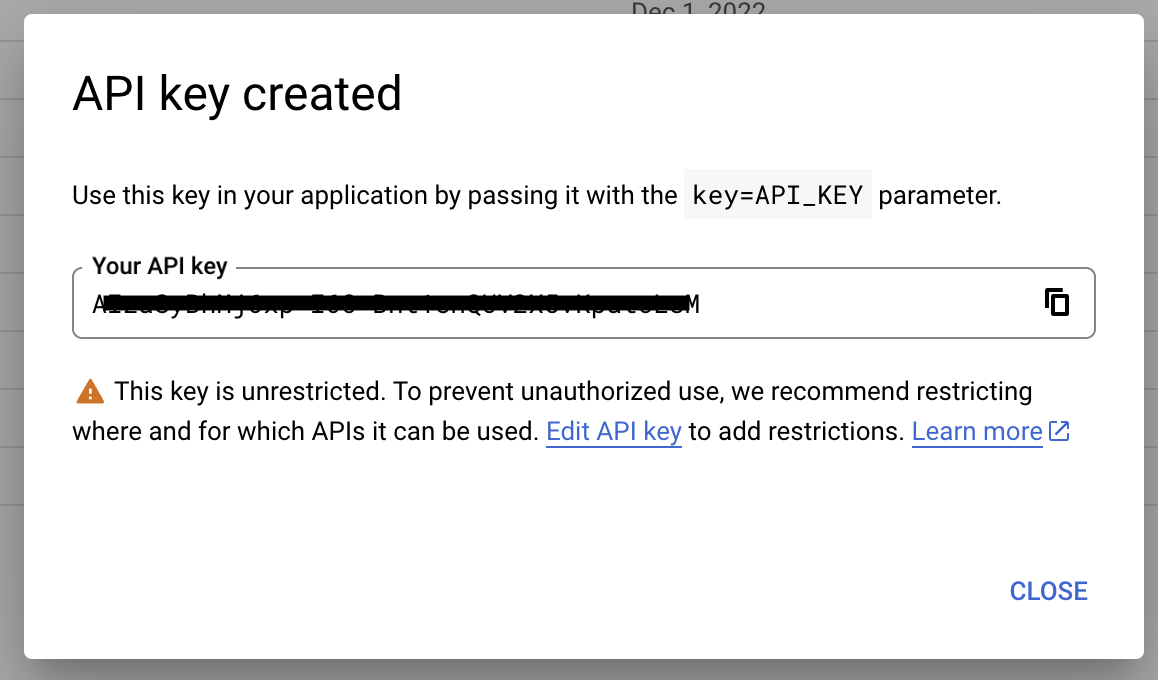 Dec 1, 2022
API key created
Use this key in your application by passing it with the key=API_KEY parameter.
Your API key
This key is unrestricted. To prevent unauthorized use, we recommend restricting
where and for which APIs it can be used. Edit API key to add restrictions. Learn more
CLOSE